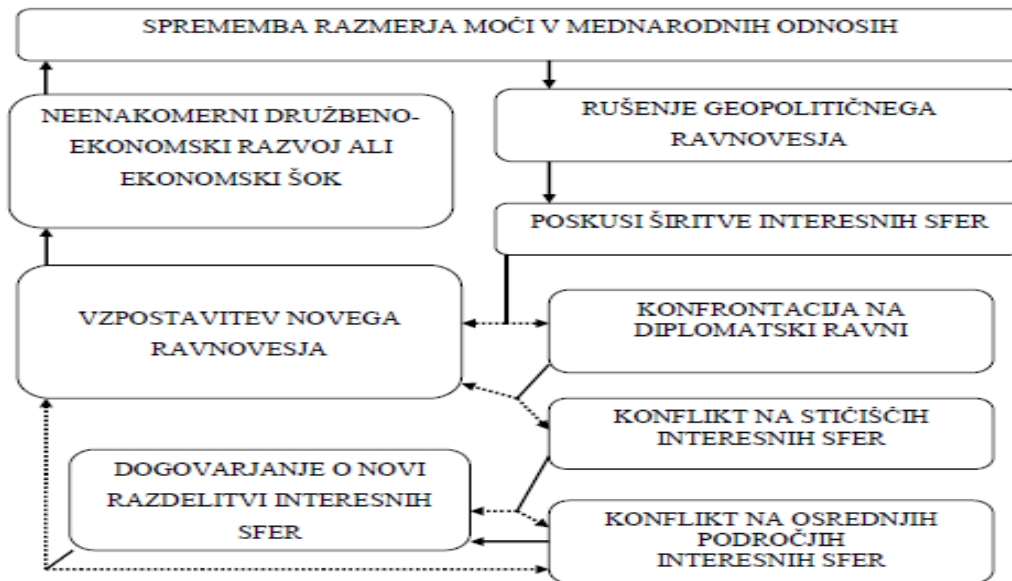 SPREMEMBA RAZMERJA MOČI V MEDNARODNIH ODNOSIH
NEENAKOMERNI DRUŽBENO-
EKONOMSKI RAZVOJ ALI
EKONOMSKI ŠOK
RUŠENJE GEOPOLITIČNEGA
RAVNOVESJA
POSKUSI ŠIRITVE INTERESNIH SFER
VZPOSTAVITEV NOVEGA
RAVNOVESJA
KONFRONTACIJA NA
DIPLOMATSKI RAVNI
KONFLIKT NA STIČIŠČIH
INTERESNIH SFER
DOGOVARJANJE O NOVI
RAZDELITVI INTERESNIH
SFER
KONFLIKT NA OSREDNJIH
PODROČJIH
INTERESNIH SFER